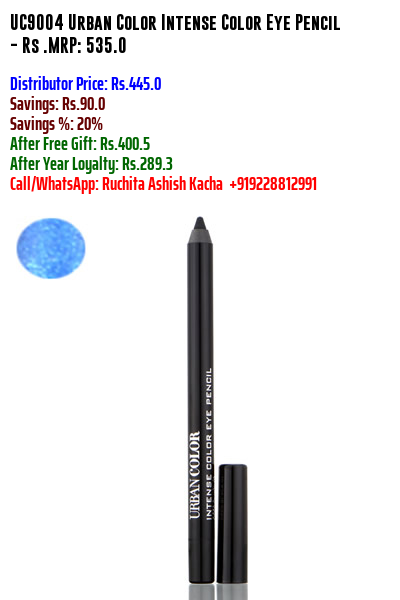 UC9004 Urban Color Intense Color Eye Pencil
- Rs .MRP: 535.0
Distributor Price: Rs.445.0
Savings: Rs.90.0
Savings %: 20%
After Free Gift: Rs.400.5
After Year Loyalty: Rs.289.3
Call/WhatsApp: Ruchita Ashish Kacha +919228812991
URBAN COLOR
INTENSE COLOR EYE PENCIL